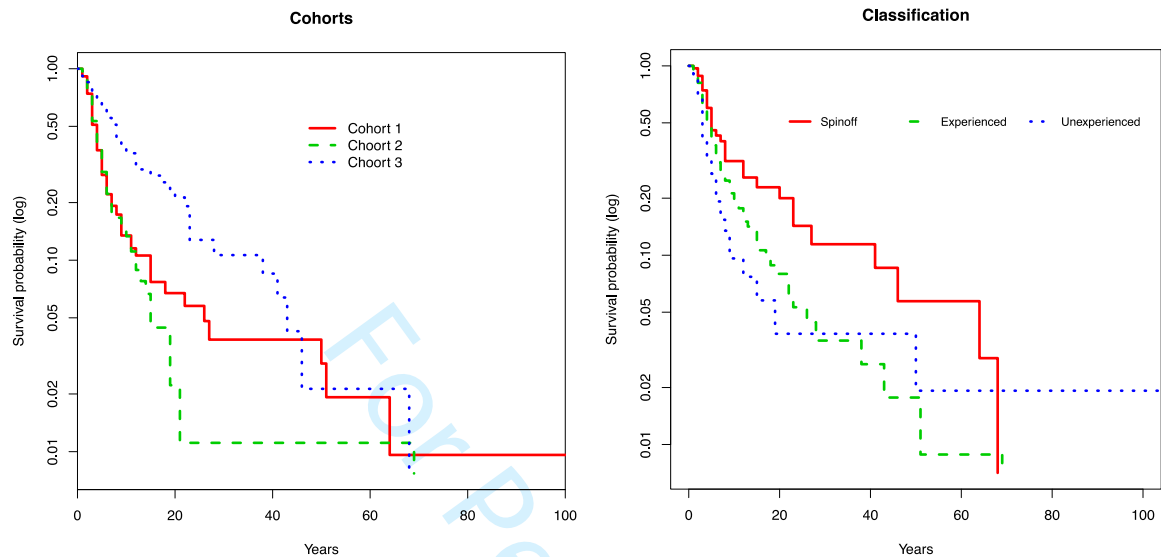 Cohorts
Survival probability (log)
1.00
0.50
0.20
0.10
0.05
0.02
0.01
Cohort 1
Choort 2
Cohort 3
0 20 40 60 80 100
Years
For Pe
Classification
Survival probability (log)
1.00
0.50
0.20
0.10
0.05
0.02
0.01
Spinoff Experienced Unexperienced
0 20 40 60 80 100
Years